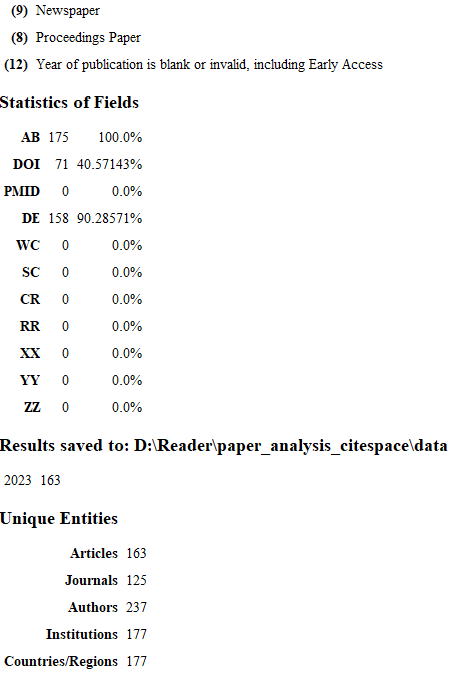 (9) Newspaper
(8) Proceedings Paper
(12) Year of publication is blank or invalid, including Early Access
Statistics of Fields
AB 175 100.0%
DOI 71 40.57143%
PMID 0 0.0%
DE 158 90.28571%
WC 0 0.0%
SC 0 0.0%
CR 0 0.0%
RR 0 0.0%
XX 0 0.0%
YY 0 0.0%
ZZ 0 0.0%
Results saved to: D:\Reader\paper_analysis_citespace\data
2023 163
Unique Entities
Articles 163
Journals 125
Authors 237
Institutions 177
Countries/Regions 177